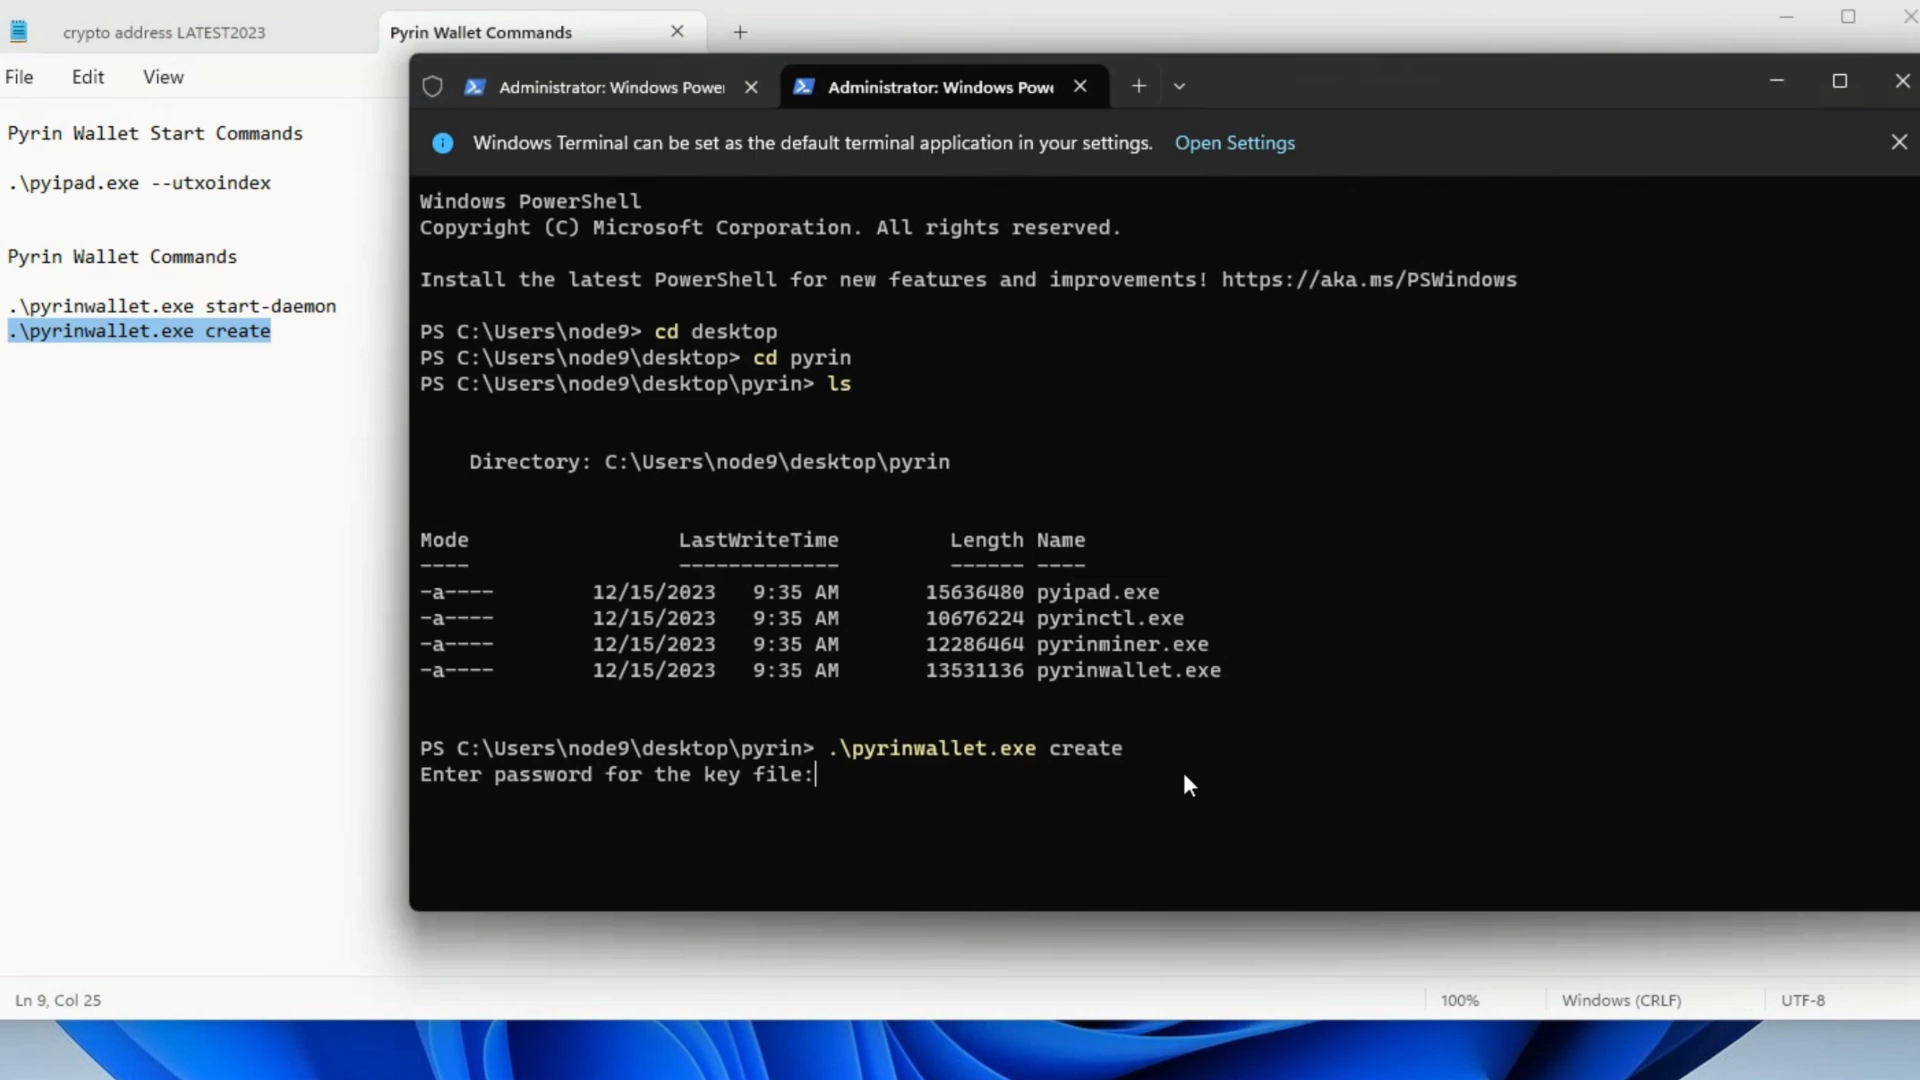 crypto address LATEST2023
Pyrin Wallet Commands
File Edit View
Pyrin Wallet Start Commands
.\pyipad.exe --utxoindex
Pyrin Wallet Commands
.\pyrinwallet.exe start-daemon
.\pyrinwallet.exe create
Administrator: Windows Power
Administrator: Windows Powe
Windows Terminal can be set as the default terminal application in your settings. Open Settings
Windows PowerShell
Copyright (C) Microsoft Corporation. All rights reserved.
Install the latest PowerShell for new features and improvements! https://aka.ms/PSWindows
PS C:\Users\node9> cd desktop
PS C:\Users\node9\desktop> cd pyrin
PS C:\Users\node9\desktop\pyrin> ls
Directory: C:\Users\node9\desktop\pyrin
Mode LastWriteTime Length Name
---- ------------- ------ ----
-a---- 12/15/2023 9:35 AM 15636480 pyipad.exe
-a---- 12/15/2023 9:35 AM 10676224 pyrinctl.exe
-a---- 12/15/2023 9:35 AM 12286464 pyrinminer.exe
-a---- 12/15/2023 9:35 AM 13531136 pyrinwallet.exe
PS C:\Users\node9\desktop\pyrin> .\pyrinwallet.exe create
Enter password for the key file:
Ln 9, Col 25
100%
Windows (CRLF)
UTF-8